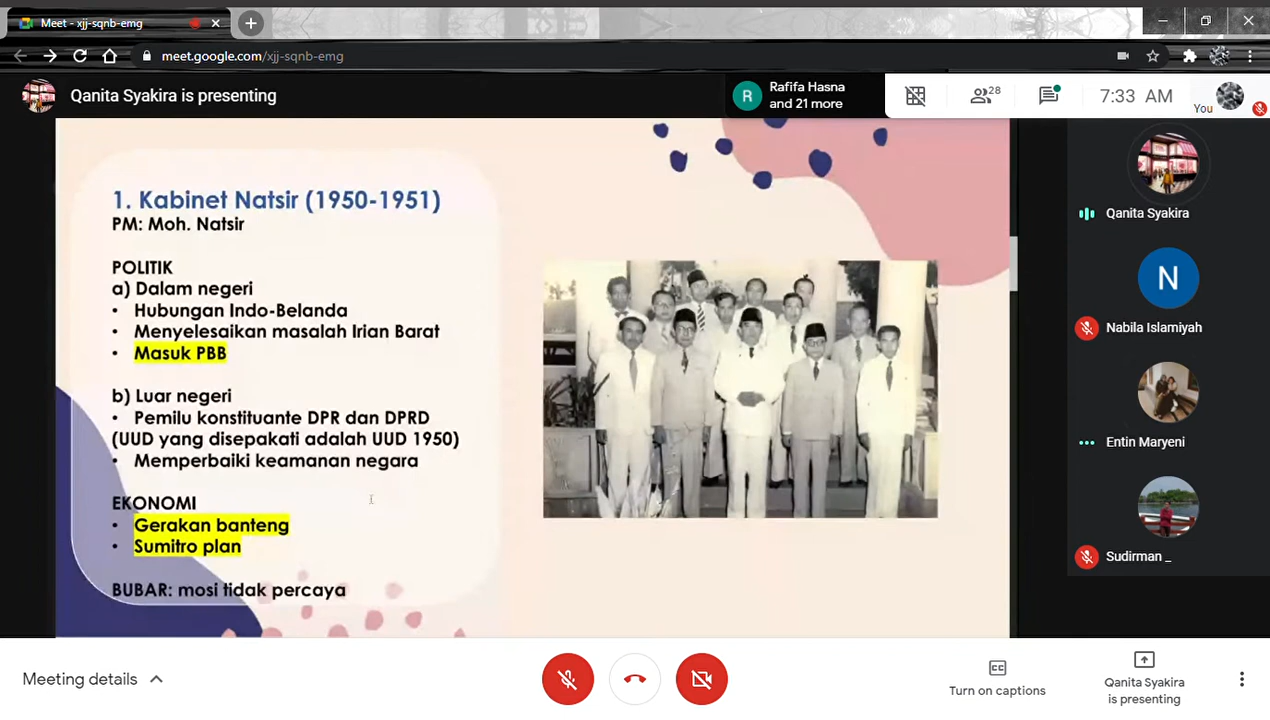 Meet - xjj-sqnb-emg
meet.google.com/xjj-sqnb-emg
Qanita Syakira is presenting
R
Rafifa Hasna
and 21 more
28
7:33 AM
You
1. Kabinet Natsir (1950-1951)
PM: Moh. Natsir
POLITIK
a) Dalam negeri
• Hubungan Indo-Belanda
• Menyelesaikan masalah Irian Barat
• Masuk PBB
b) Luar negeri
• Pemilu konstituante DPR dan DPRD
(UUD yang disepakati adalah UUD 1950)
• Memperbaiki keamanan negara
EKONOMI
• Gerakan banteng
• Sumitro plan
BUBAR: mosi tidak percaya
Qanita Syakira
N
Nabila Islamiyah
Entin Maryeni
Sudirman _
Meeting details
CC
Turn on captions
Qanita Syakira
is presenting